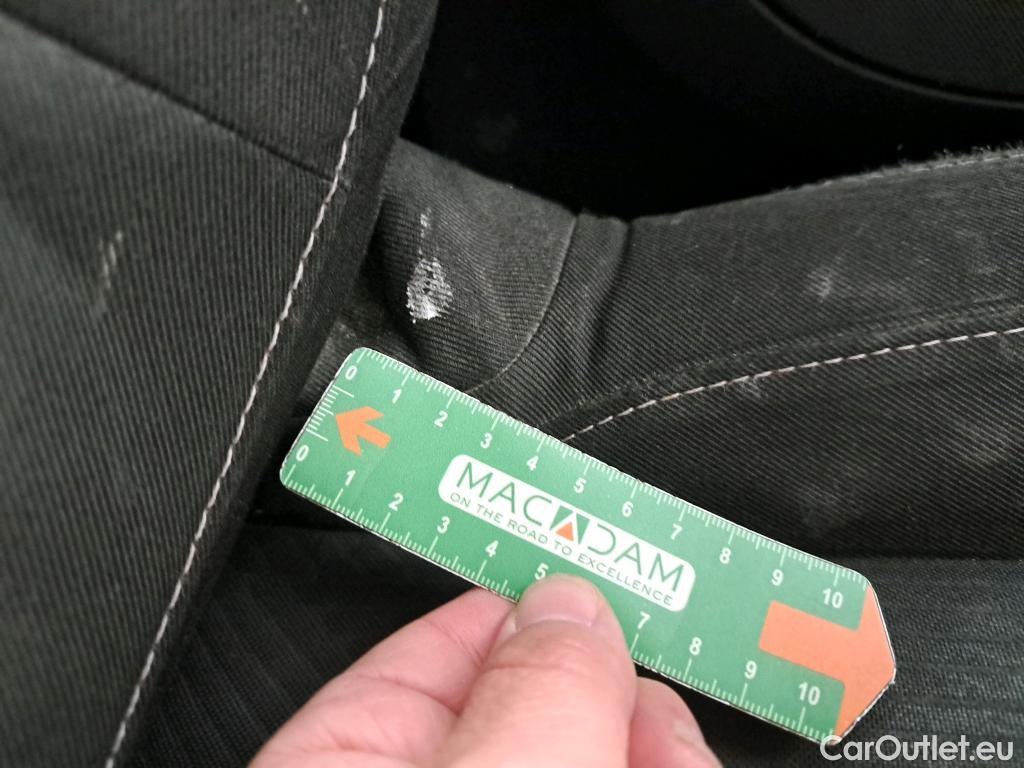 0 1 2 3 4 5 6 7 8 9 10
MACADAM
ON THE ROAD TO EXCELLENCE
0 1 2 3 4 5 7 8 9 10
CarOutlet.eu